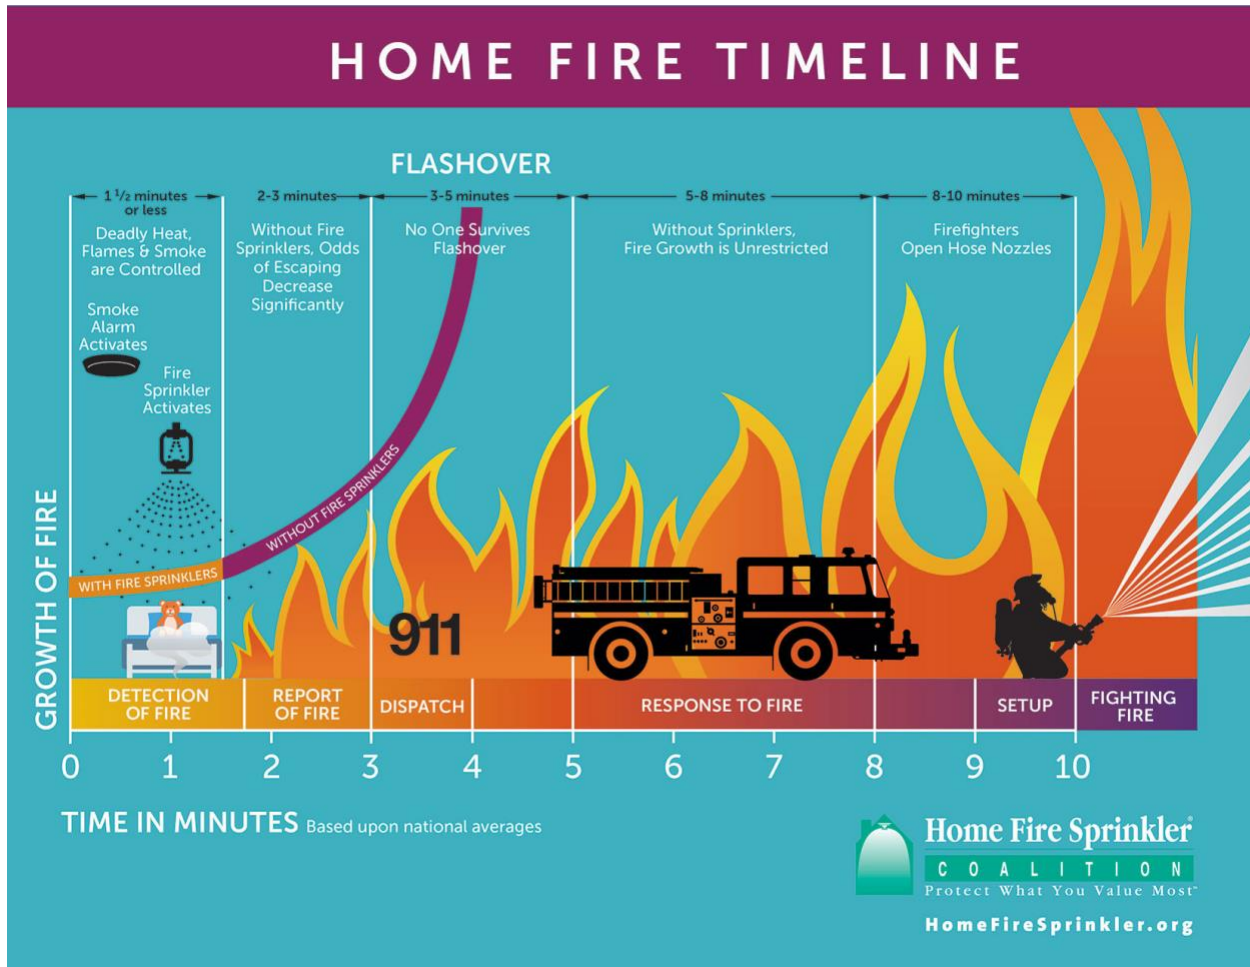 HOME FIRE TIMELINE
FLASHOVER
1 1/2 minutes
or less
Deadly Heat,
Flames & Smoke
are Controlled
Smoke
Alarm
Activates
Fire
Sprinkler
Activates
2-3 minutes
Without Fire
Sprinklers, Odds
of Escaping
Decrease
Significantly
3-5 minutes
No One Survives
Flashover
5-8 minutes
Without Sprinklers,
Fire Growth is Unrestricted
8-10 minutes
Firefighters
Open Hose Nozzles
GROWTH OF FIRE
WITH FIRE SPRINKLERS
WITHOUT FIRE SPRINKLERS
911
DETECTION
OF FIRE
REPORT
OF FIRE
DISPATCH
RESPONSE TO FIRE
SETUP
FIGHTING
FIRE
0 1 2 3 4 5 6 7 8 9 10
TIME IN MINUTES Based upon national averages
Home Fire Sprinkler®
COALITION
Protect What You Value Most™
HomeFireSprinkler.org